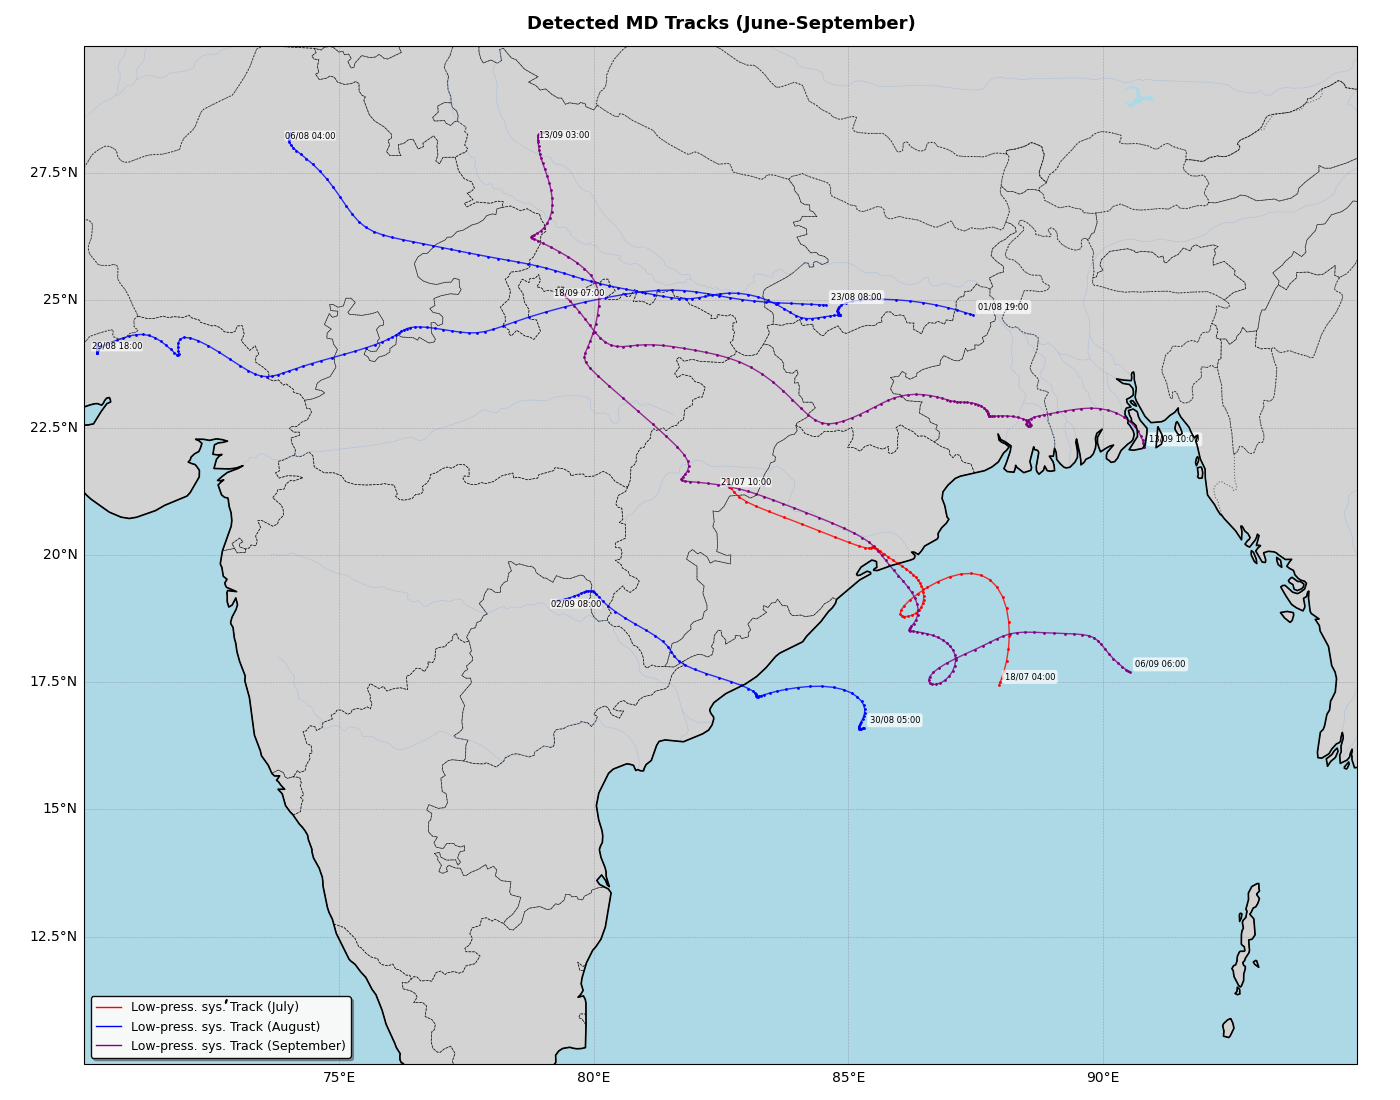 Detected MD Tracks (June-September)
06/08 04:00
13/09 03:00
27.5°N
18/09 07:00
23/08 08:00
25°N
01/08 19:00
29/08 18:00
22.5°N
13/09 10:00
21/07 10:00
20°N
02/09 08:00
06/09 06:00
18/07 04:00
17.5°N
30/08 05:00
15°N
12.5°N
Low-press. sys. Track (July)
Low-press. sys. Track (August)
Low-press. sys. Track (September)
75°E
80°E
85°E
90°E